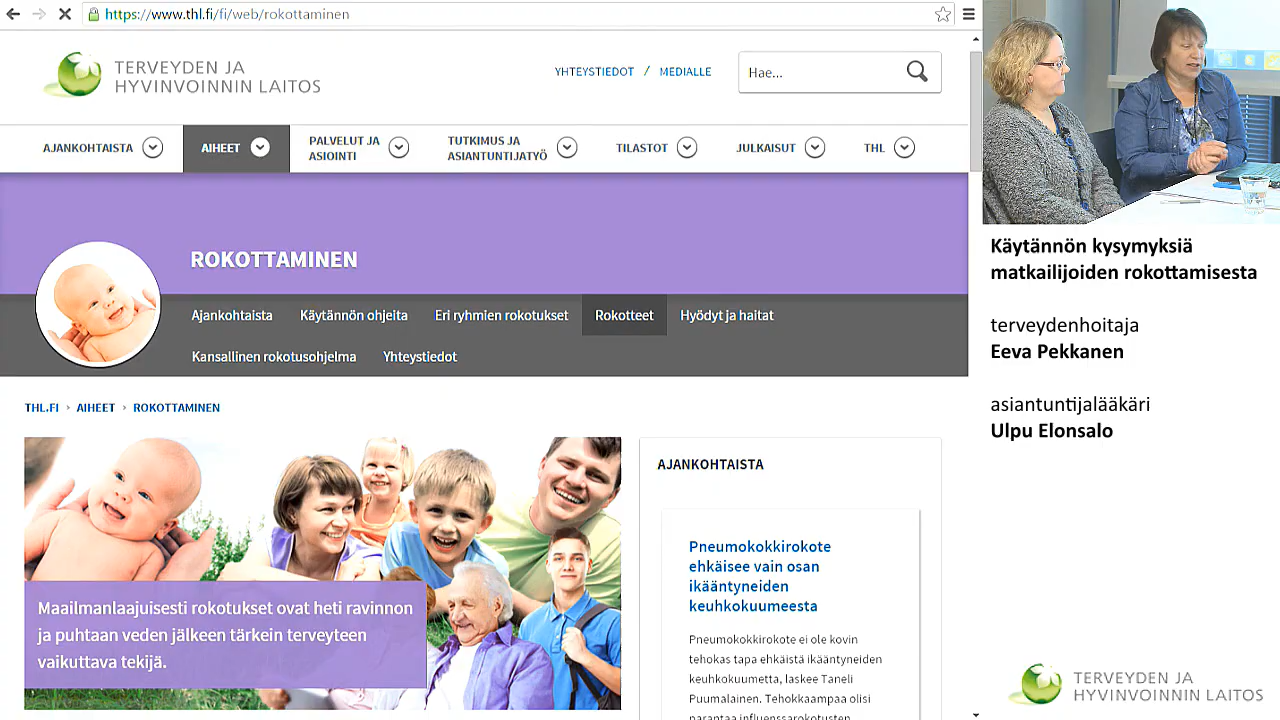 https://www.thl.fi/fi/web/rokottaminen
TERVEYDEN JA
HYVINVOINNIN LAITOS
YHTEYSTIEDOT / MEDIALLE
Hae...
AJANKOHTAISTA
AIHEET
PALVELUT JA
ASIOINTI
TUTKIMUS JA
ASIANTUNTIJATYÖ
TILASTOT
JULKAISUT
THL
ROKOTTAMINEN
Ajankohtaista Käytännön ohjeita Eri ryhmien rokotukset Rokotteet Hyödyt ja haitat
Kansallinen rokotusohjelma Yhteystiedot
THL.FI › AIHEET › ROKOTTAMINEN
Maailmanlaajuisesti rokotukset ovat heti ravinnon
ja puhtaan veden jälkeen tärkein terveyteen
vaikuttava tekijä.
AJANKOHTAISTA
Pneumokokkirokote
ehkäisee vain osan
ikääntyneiden
keuhkokuumeesta
Pneumokokkirokote ei ole kovin
tehokas tapa ehkäistä ikääntyneiden
keuhkokuumetta, laskee Taneli
Puumalainen. Tehokkaampaa olisi
parantaa influenssarokotusten
Käytännön kysymyksiä
matkailijoiden rokottamisesta
terveydenhoitaja
Eeva Pekkanen
asiantuntijalääkäri
Ulpu Elonsalo
TERVEYDEN JA
HYVINVOINNIN LAITOS